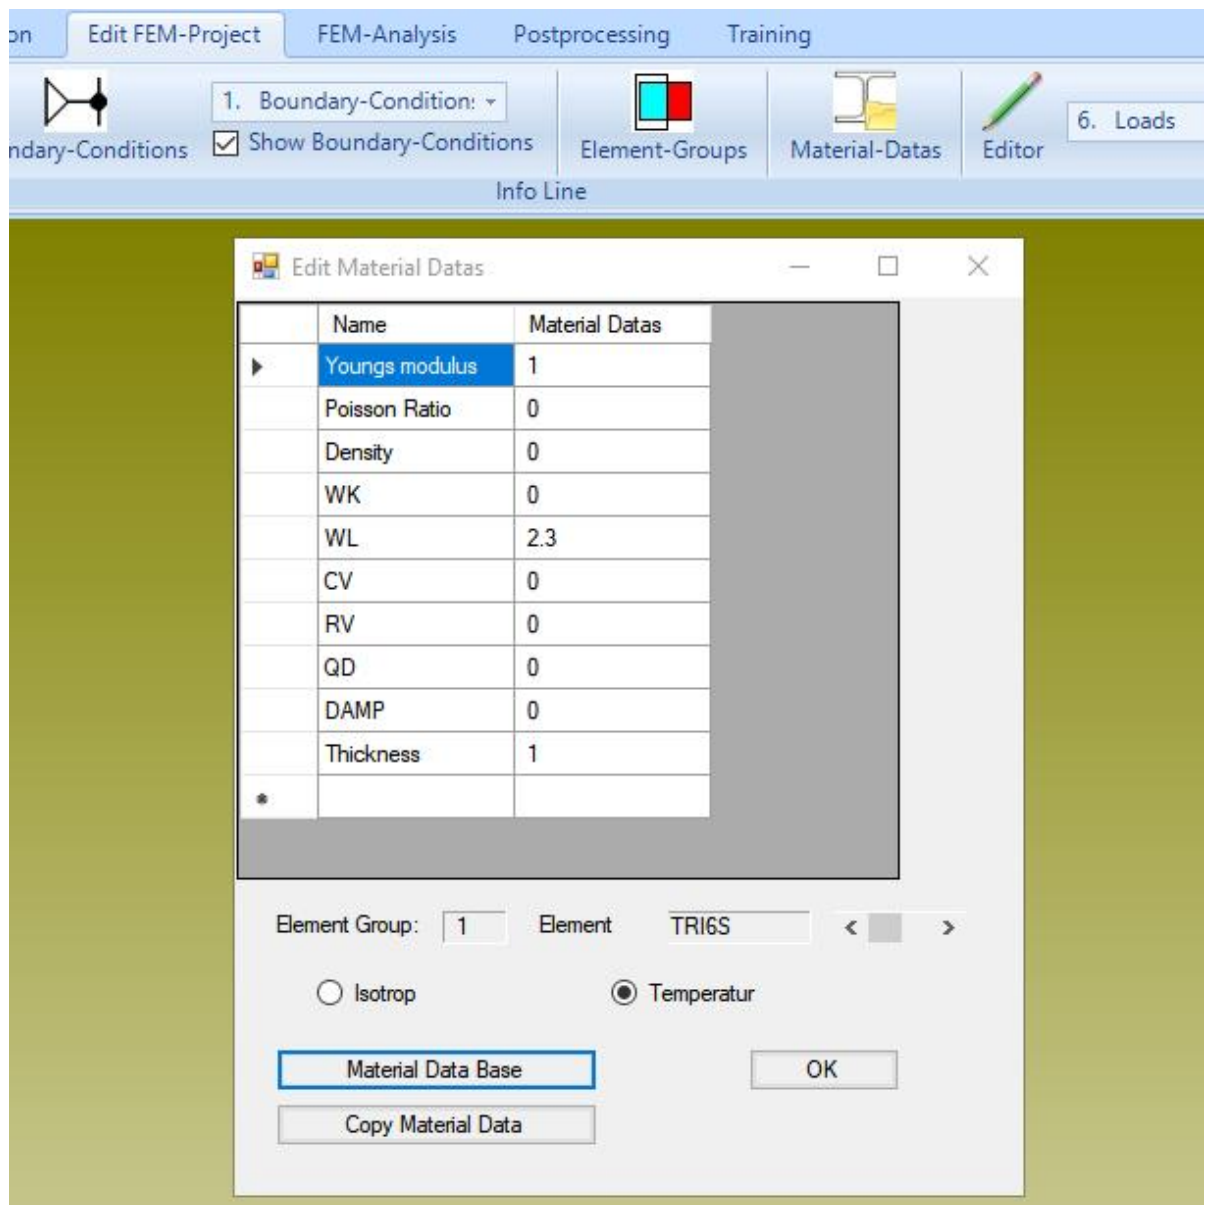 on Edit FEM-Project FEM-Analysis Postprocessing Training
1. Boundary-Condition:
6. Loads
ndary-Conditions Show Boundary-Conditions Element-Groups Material-Datas Editor
Info Line
Edit Material Datas
Name Material Datas
Youngs modulus 1
Poisson Ratio 0
Density 0
WK 0
WL 2.3
CV 0
RV 0
QD 0
DAMP 0
Thickness 1
*
Element Group: 1 Element TRI6S < >
Isotrop Temperatur
Material Data Base OK
Copy Material Data